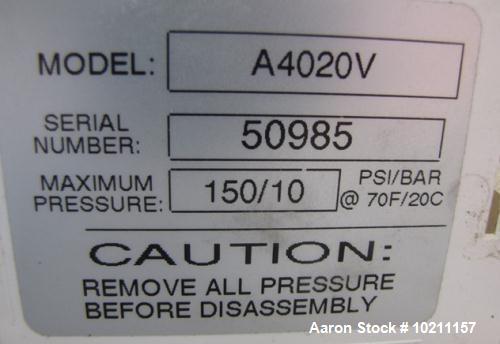 MODEL: A4020V
SERIAL
NUMBER: 50985
MAXIMUM PSI/BAR
PRESSURE: 150/10 @ 70F/20C
CAUTION:
REMOVE ALL PRESSURE
BEFORE DISASSEMBLY
Aaron Stock # 10211157